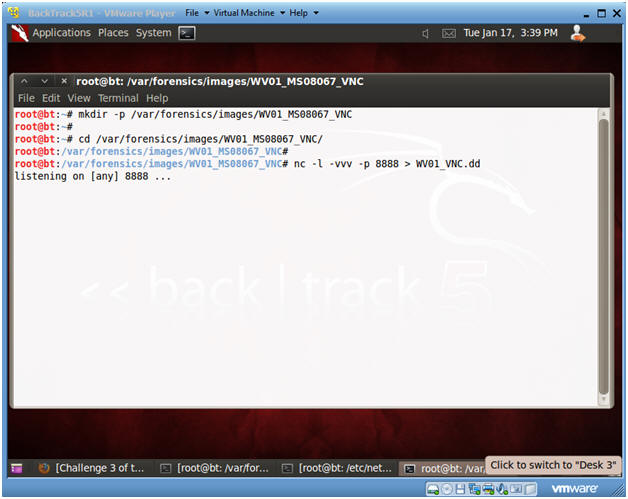 BackTrack5R1 - VMware Player File Virtual Machine Help
Applications Places System Tue Jan 17, 3:39 PM
root@bt: /var/forensics/images/WV01_MS08067_VNC
File Edit View Terminal Help
root@bt:~# mkdir -p /var/forensics/images/WV01_MS08067_VNC
root@bt:~#
root@bt:~# cd /var/forensics/images/WV01_MS08067_VNC/
root@bt:/var/forensics/images/WV01_MS08067_VNC#
root@bt:/var/forensics/images/WV01_MS08067_VNC# nc -l -vvv -p 8888 > WV01_VNC.dd
listening on [any] 8888 ...
<< back | track 5
Click to switch to "Desk 3"
[Challenge 3 of t... [root@bt: /var/for... [root@bt: /etc/net... root@bt: /var/
vmware